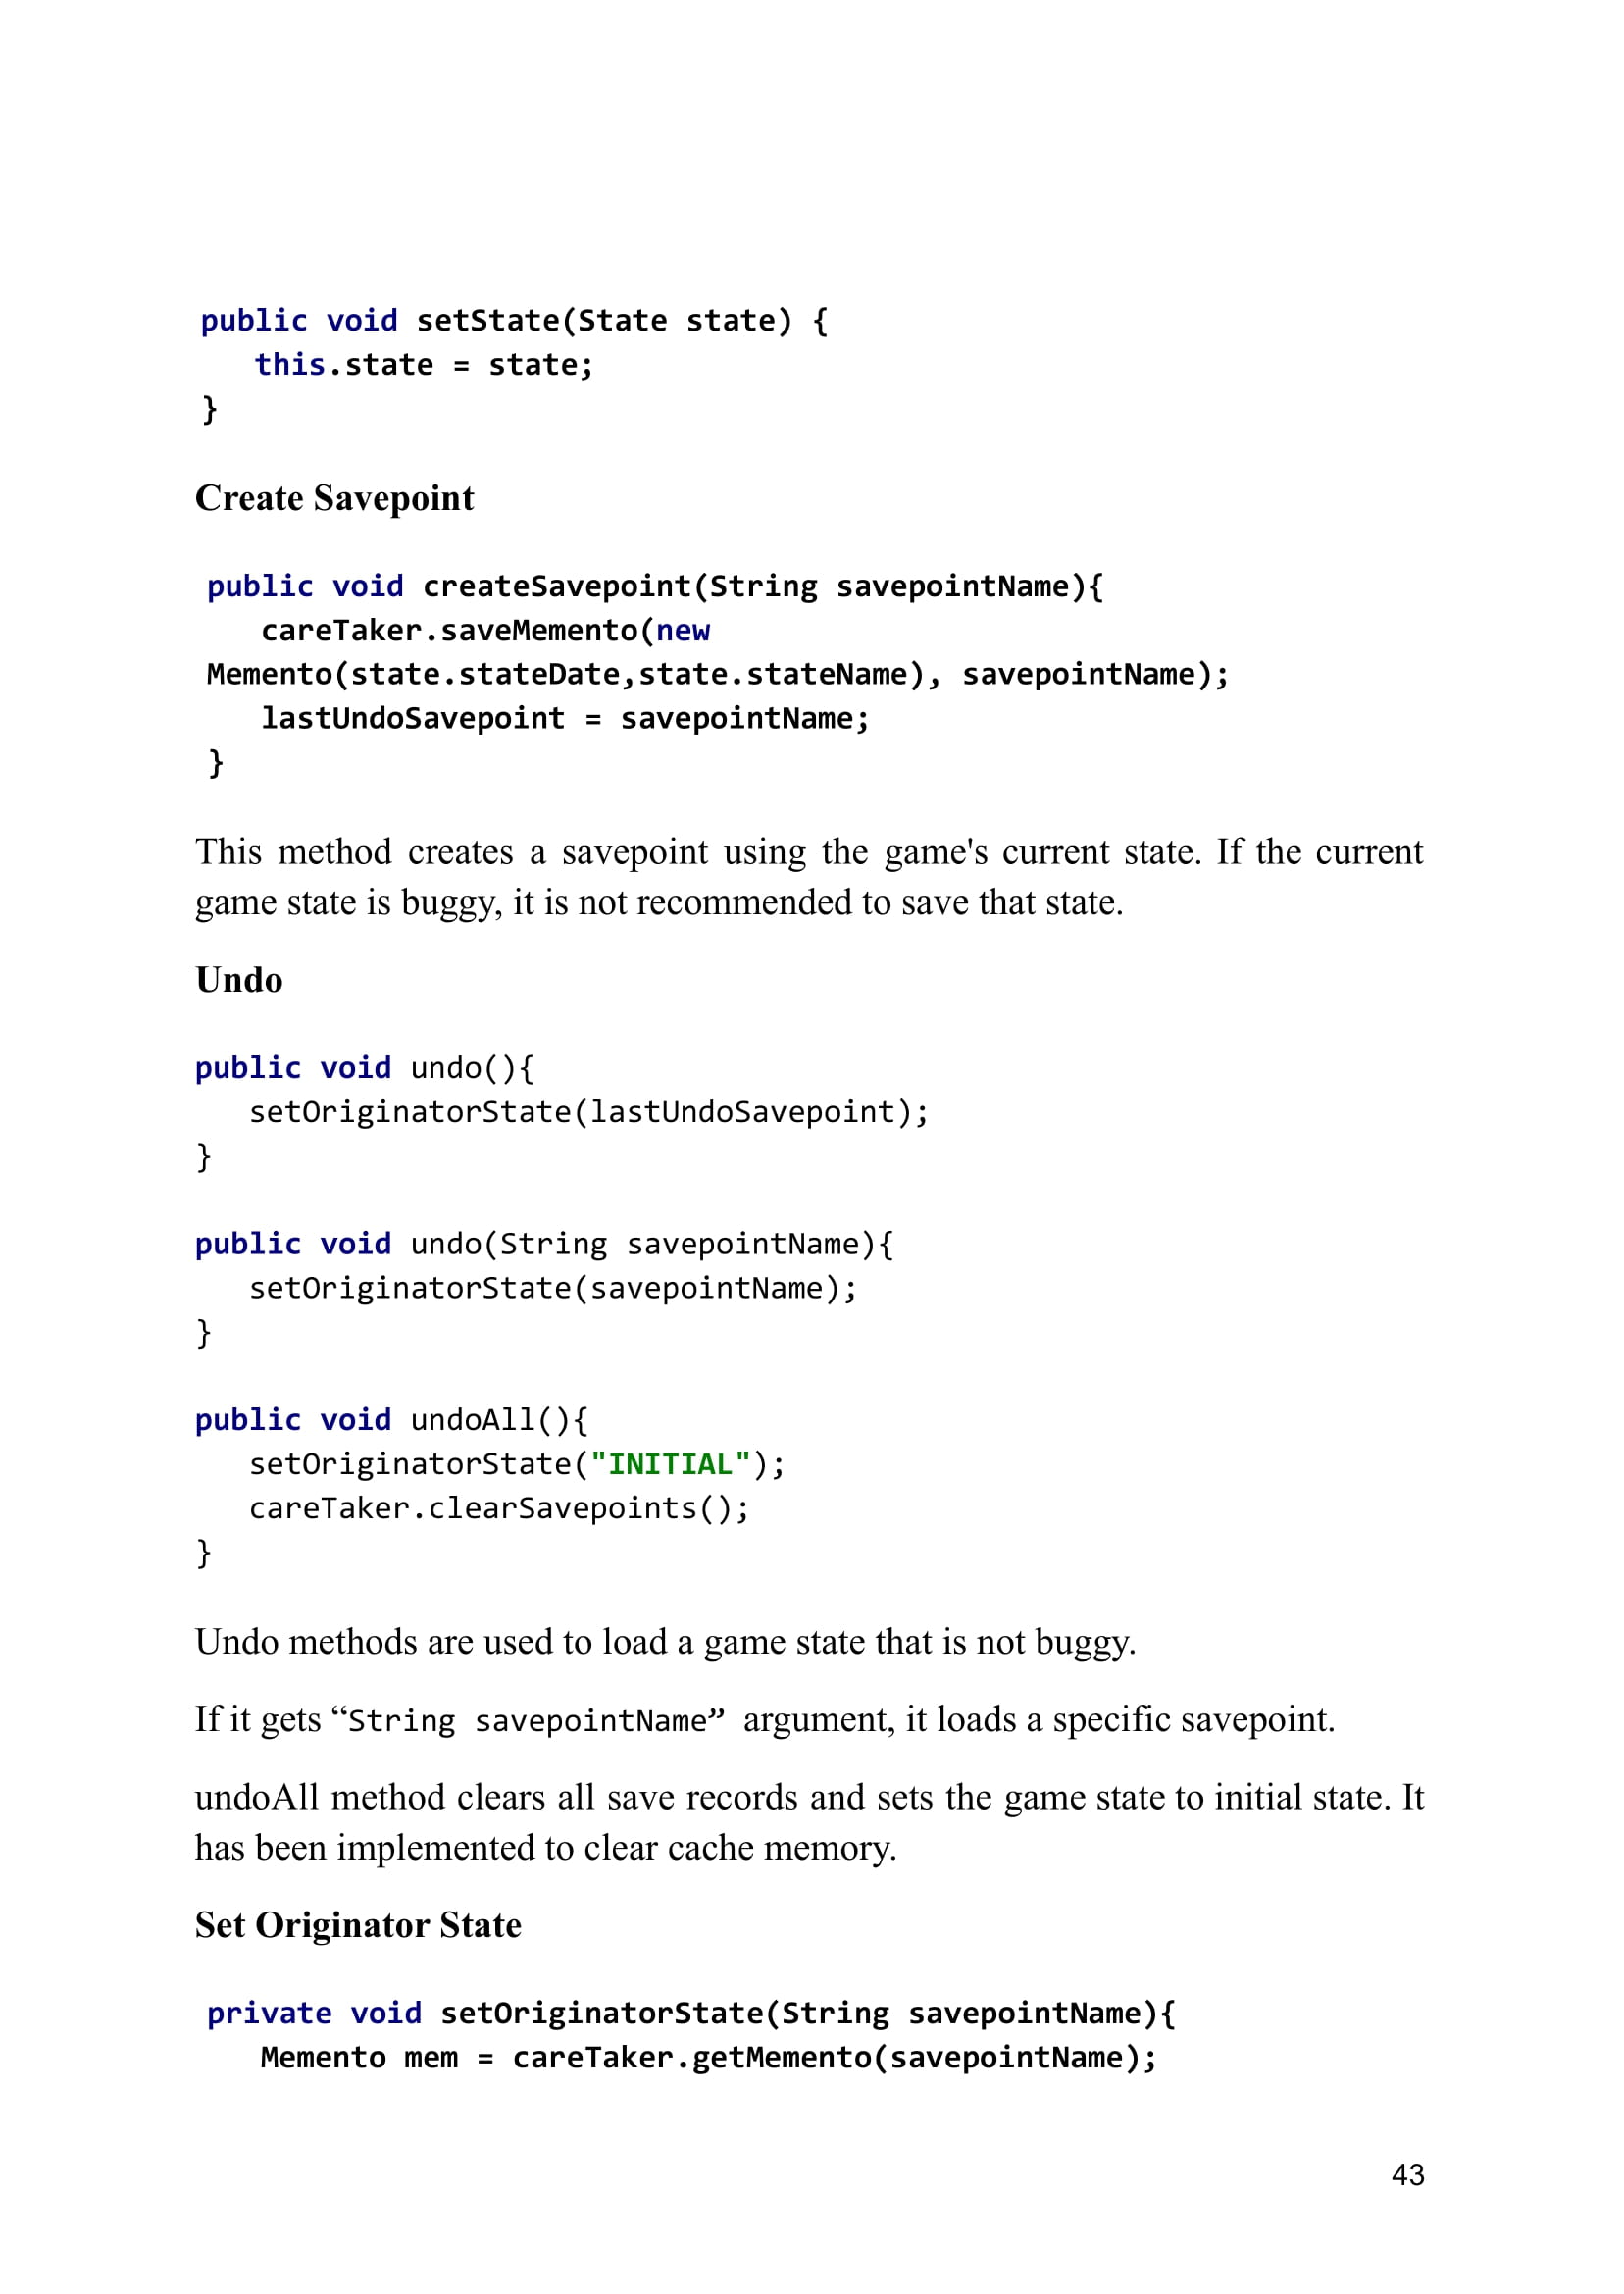 public void setState(State state) {
   this.state = state;
}
Create Savepoint
public void createSavepoint(String savepointName){
   careTaker.saveMemento(new
Memento(state.stateDate,state.stateName), savepointName);
   lastUndoSavepoint = savepointName;
}
This method creates a savepoint using the game's current state. If the current
game state is buggy, it is not recommended to save that state.
Undo
public void undo(){
   setOriginatorState(lastUndoSavepoint);
}
public void undo(String savepointName){
   setOriginatorState(savepointName);
}
public void undoAll(){
   setOriginatorState("INITIAL");
   careTaker.clearSavepoints();
}
Undo methods are used to load a game state that is not buggy.
If it gets “String savepointName” argument, it loads a specific savepoint.
undoAll method clears all save records and sets the game state to initial state. It
has been implemented to clear cache memory.
Set Originator State
private void setOriginatorState(String savepointName){
   Memento mem = careTaker.getMemento(savepointName);
43